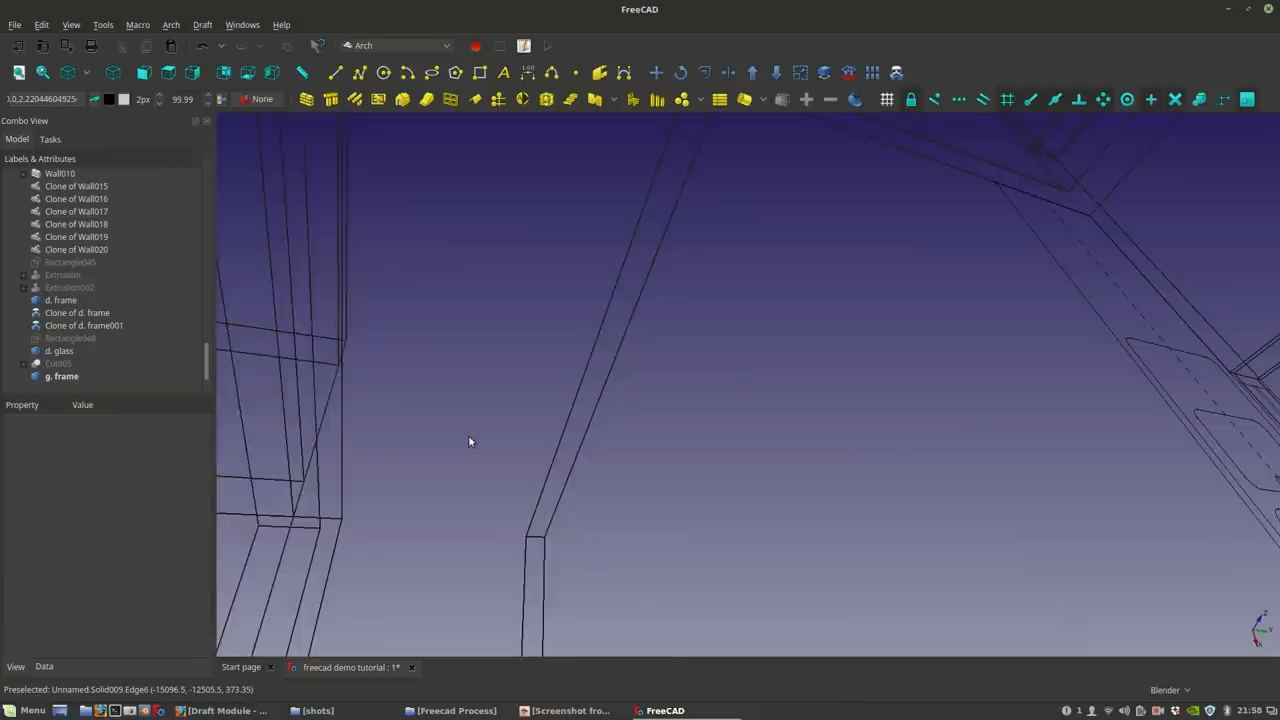 FreeCAD
File Edit View Tools Macro Arch Draft Windows Help
Arch
2px 99.99 None
Combo View
Model Tasks
Labels & Attributes
Wall010
Clone of Wall015
Clone of Wall016
Clone of Wall017
Clone of Wall018
Clone of Wall019
Clone of Wall020
Rectangle045
Extrusion
Extrusion002
d. frame
Clone of d. frame
Clone of d. frame001
Rectangle048
d. glass
Cut005
g. frame
Property Value
View Data
Start page freecad demo tutorial : 1*
Preselected: Unnamed.Solid009.Edge6 (-15096.5, -12505.5, 373.35)
Blender
Menu [Draft Module - ... [shots] [Freecad Process] [Screenshot fro... FreeCAD 1 21:58